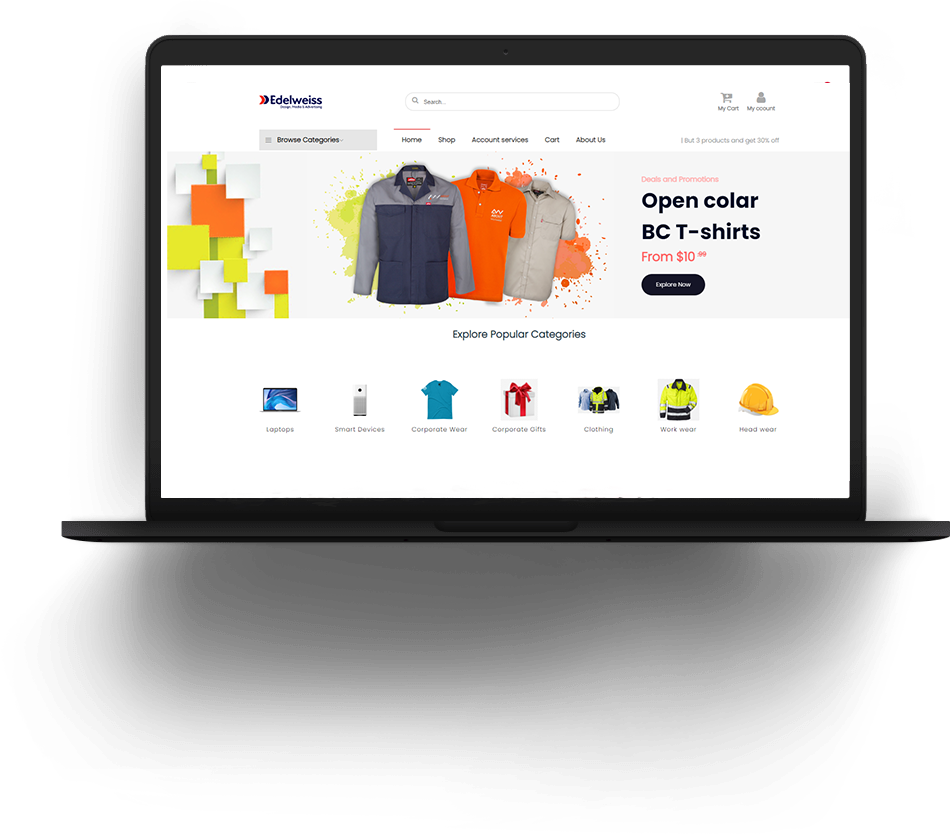 Edelweiss
Design, Media & Advertising
Search...
My Cart
My acount
Browse Categories
Home
Shop
Account services
Cart
About Us
! But 3 products and get 30% off
Deals and Promotions
Open colar
BC T-shirts
From $10 .99
Explore Now
Explore Popular Categories
Laptops
Smart Devices
Corporate Wear
Corporate Gifts
Clothing
Work wear
Head wear